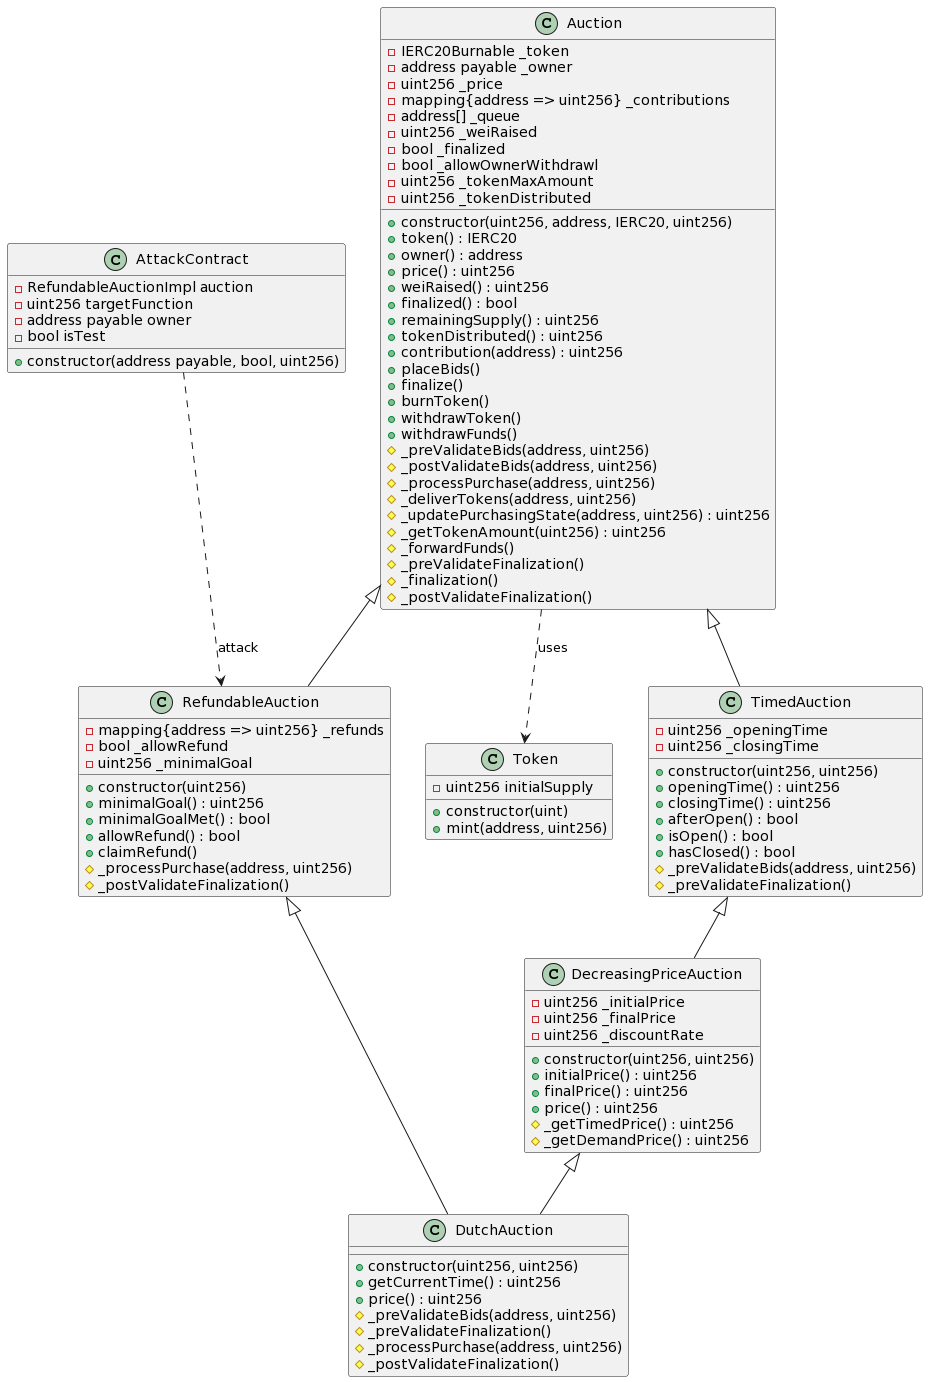 C Auction
IERC20Burnable _token
address payable _owner
uint256 _price
mapping{address => uint256} _contributions
address[] _queue
uint256 _weiRaised
bool _finalized
bool _allowOwnerWithdrawl
uint256 _tokenMaxAmount
uint256 _tokenDistributed
constructor(uint256, address, IERC20, uint256)
token() : IERC20
owner() : address
price() : uint256
weiRaised() : uint256
finalized() : bool
remainingSupply() : uint256
tokenDistributed() : uint256
contribution(address) : uint256
placeBids()
finalize()
burnToken()
withdrawToken()
withdrawFunds()
_preValidateBids(address, uint256)
_postValidateBids(address, uint256)
_processPurchase(address, uint256)
_deliverTokens(address, uint256)
_updatePurchasingState(address, uint256) : uint256
_getTokenAmount(uint256) : uint256
_forwardFunds()
_preValidateFinalization()
_finalization()
_postValidateFinalization()
C AttackContract
RefundableAuctionImpl auction
uint256 targetFunction
address payable owner
bool isTest
constructor(address payable, bool, uint256)
attack
uses
C RefundableAuction
mapping{address => uint256} _refunds
bool _allowRefund
uint256 _minimalGoal
constructor(uint256)
minimalGoal() : uint256
minimalGoalMet() : bool
allowRefund() : bool
claimRefund()
_processPurchase(address, uint256)
_postValidateFinalization()
C Token
uint256 initialSupply
constructor(uint)
mint(address, uint256)
C TimedAuction
uint256 _openingTime
uint256 _closingTime
constructor(uint256, uint256)
openingTime() : uint256
closingTime() : uint256
afterOpen() : bool
isOpen() : bool
hasClosed() : bool
_preValidateBids(address, uint256)
_preValidateFinalization()
C DecreasingPriceAuction
uint256 _initialPrice
uint256 _finalPrice
uint256 _discountRate
constructor(uint256, uint256)
initialPrice() : uint256
finalPrice() : uint256
price() : uint256
_getTimedPrice() : uint256
_getDemandPrice() : uint256
C DutchAuction
constructor(uint256, uint256)
getCurrentTime() : uint256
price() : uint256
_preValidateBids(address, uint256)
_preValidateFinalization()
_processPurchase(address, uint256)
_postValidateFinalization()